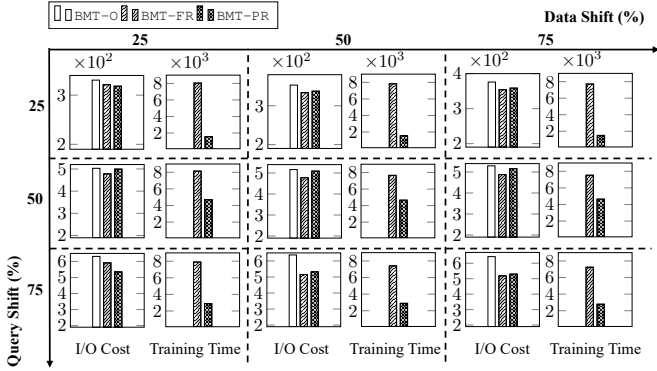 BMT-O BMT-FR BMT-PR
Data Shift (%)
25 50 75
×10² ×10³ ×10² ×10³ ×10² ×10³
25
3 2
8 6 4 2
3 2
8 6 4 2
4 3 2
8 6 4 2
50
5 4 3 2
8 6 4 2
5 4 3 2
8 6 4 2
5 4 3 2
8 6 4 2
75
6 5 4 3 2
8 6 4 2
6 5 4 3 2
8 6 4 2
6 5 4 3 2
8 6 4 2
Query Shift (%)
I/O Cost Training Time I/O Cost Training Time I/O Cost Training Time